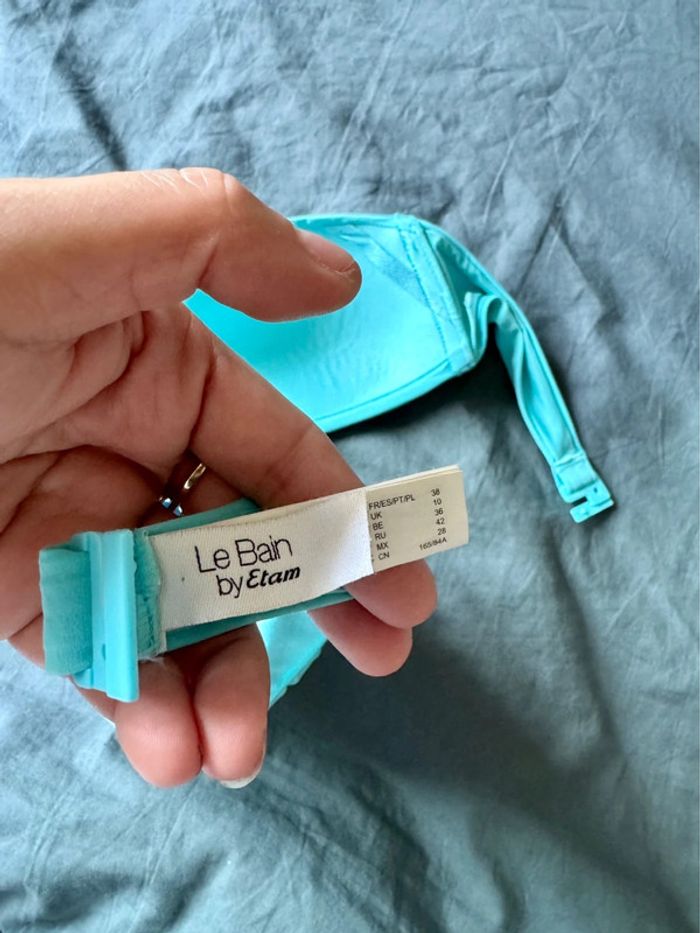 Le Bain
by Etam
FR/ES/PT/PL 38
UK 10
BE 36
RU 42
MX 28
CN 165/84A